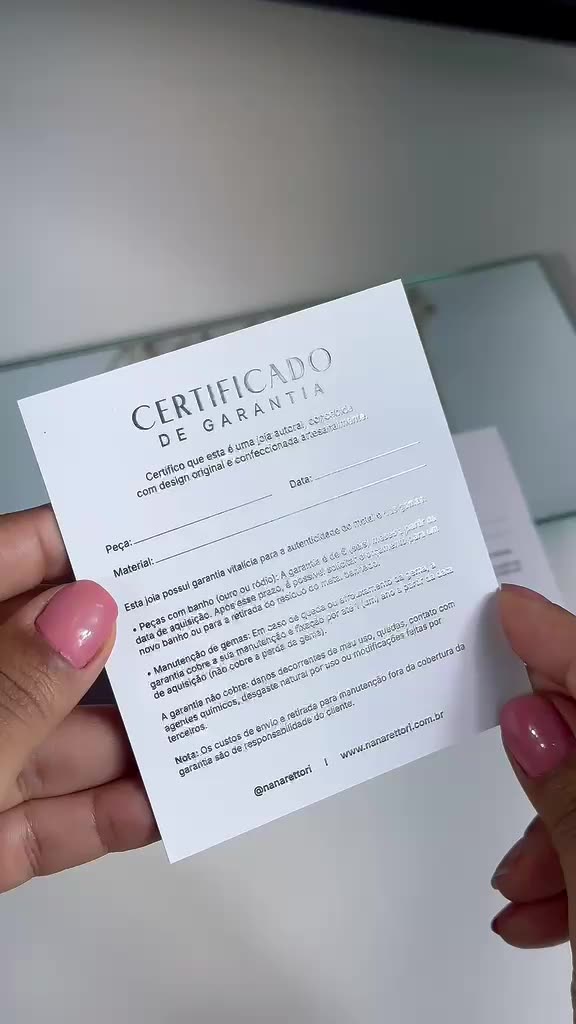 CERTIFICADO
DE GARANTIA
Certifico que esta é uma joia autoral, concebida
com design original e confeccionada artesanalmente.
Peça: Data:
Material:
Esta joia possui garantia vitalícia para a autenticidade do metal e gemas.
• Peças com banho (ouro ou ródio): A garantia é de 6 (seis) meses a partir da
data de aquisição. Após esse prazo, é possível solicitar orçamento para um
novo banho ou para a retirada do resíduo do metal
• Manutenção de gemas: Em caso de queda ou afrouxamento da gema, a
garantia cobre a sua manutenção e fixação por até 1 (um) ano a partir da data
de aquisição (não cobre a perda da gema).
A garantia não cobre: danos decorrentes de mau uso, quedas, contato com
agentes químicos, desgaste natural por uso ou modificações feitas por
terceiros.
Nota: Os custos de envio e retirada para manutenção fora da cobertura da
garantia são de responsabilidade do cliente.
@nanarettori | www.nanarettori.com.br